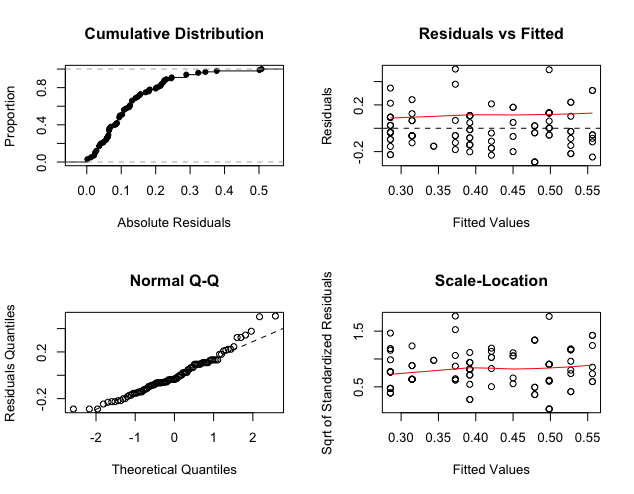 Cumulative Distribution
Proportion
0.0 0.4 0.8
0.0 0.1 0.2 0.3 0.4 0.5
Absolute Residuals
Residuals vs Fitted
Residuals
-0.2 0.2
0.30 0.35 0.40 0.45 0.50 0.55
Fitted Values
Normal Q-Q
Residuals Quantiles
-0.2 0.2
-2 -1 0 1 2
Theoretical Quantiles
Scale-Location
Sqrt of Standardized Residuals
0.5 1.5
0.30 0.35 0.40 0.45 0.50 0.55
Fitted Values